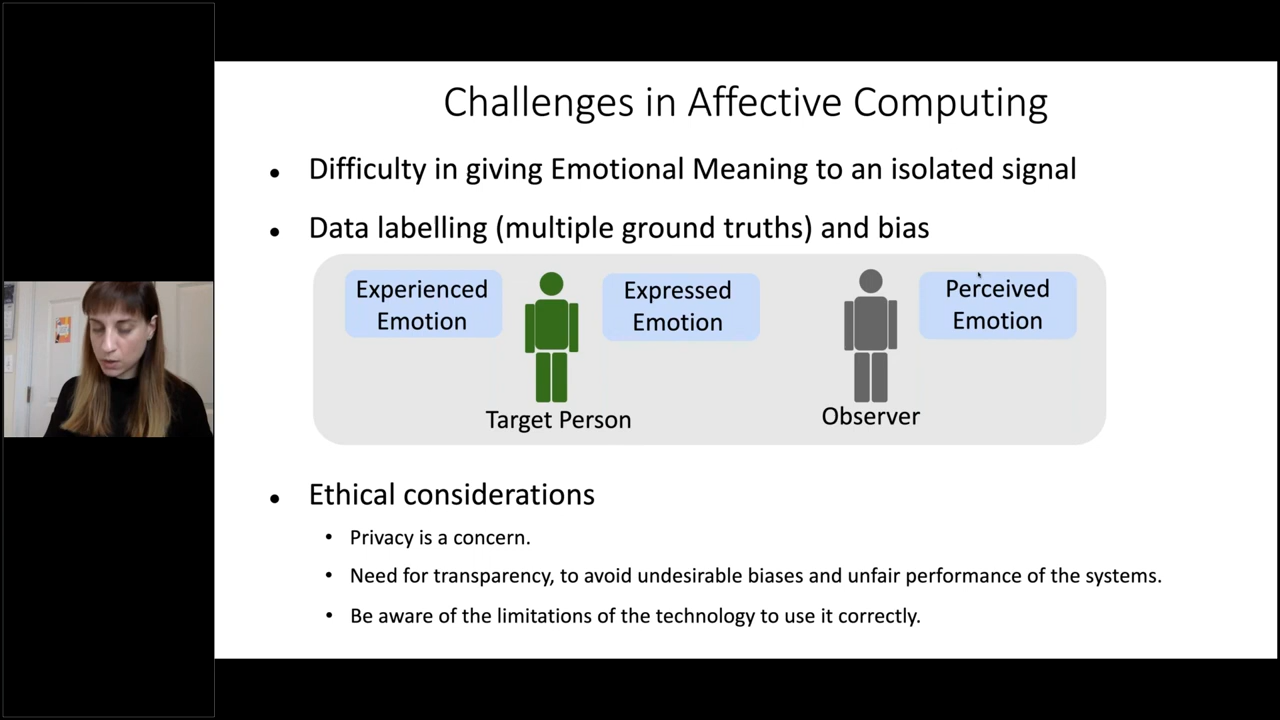 Challenges in Affective Computing
• Difficulty in giving Emotional Meaning to an isolated signal
• Data labelling (multiple ground truths) and bias
Experienced
Emotion
Expressed
Emotion
Perceived
Emotion
Target Person
Observer
• Ethical considerations
• Privacy is a concern.
• Need for transparency, to avoid undesirable biases and unfair performance of the systems.
• Be aware of the limitations of the technology to use it correctly.